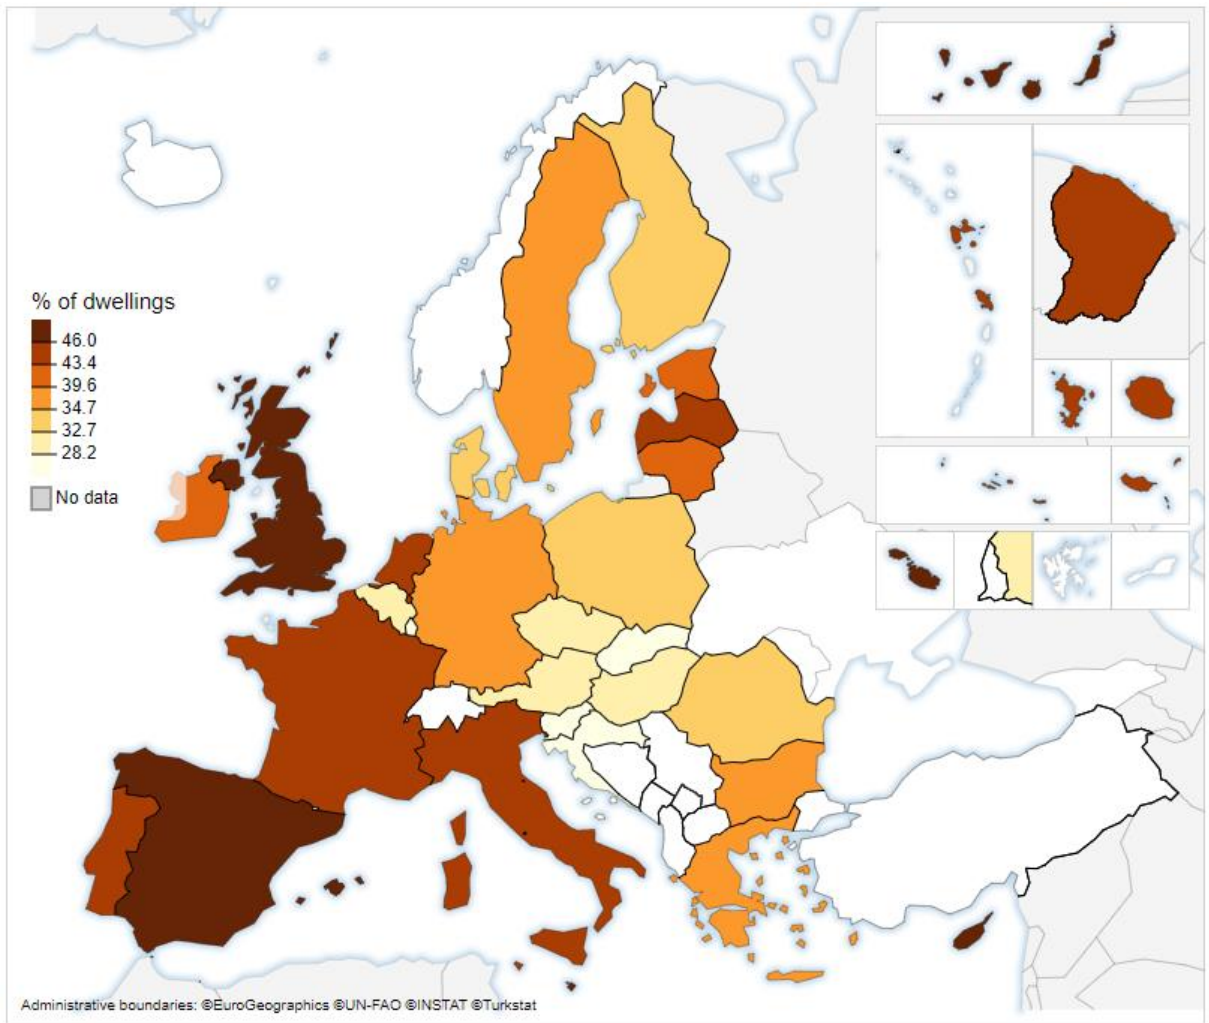 % of dwellings
46.0
43.4
39.6
34.7
32.7
28.2
No data
Administrative boundaries: ©EuroGeographics ©UN-FAO ©INSTAT ©Turkstat